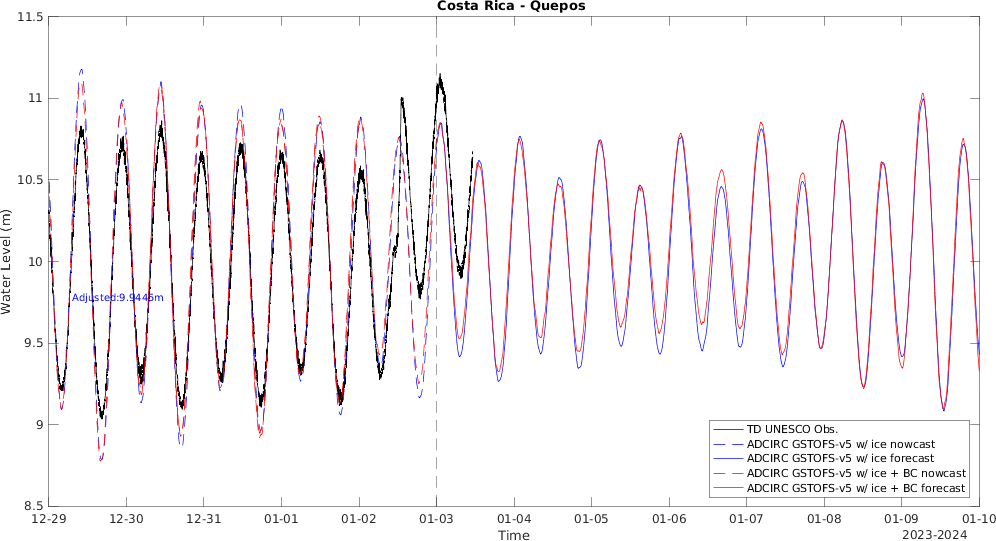 Costa Rica - Quepos
Water Level (m)
11.5
11
10.5
10
9.5
9
8.5
Adjusted:9.9446m
TD UNESCO Obs.
ADCIRC GSTOFS-v5 w/ ice nowcast
ADCIRC GSTOFS-v5 w/ ice forecast
ADCIRC GSTOFS-v5 w/ ice + BC nowcast
ADCIRC GSTOFS-v5 w/ ice + BC forecast
12-29 12-30 12-31 01-01 01-02 01-03 01-04 01-05 01-06 01-07 01-08 01-09 01-10
Time
2023-2024